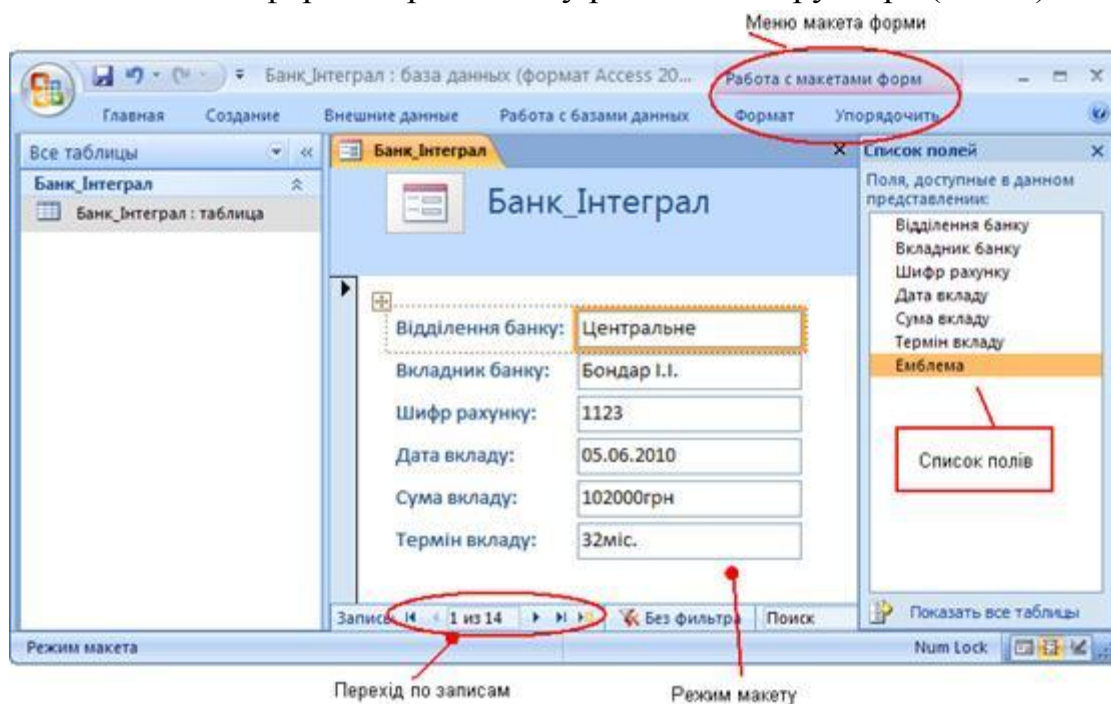 Меню макета форми
Банк_Інтеграл : база данных (формат Access 20...
Работа с макетами форм
Главная Создание Внешние данные Работа с базами данных Формат Упорядочить
Все таблицы
Банк_Інтеграл
Банк_Інтеграл : таблица
Банк_Інтеграл
Банк_Інтеграл
Відділення банку: Центральне
Вкладник банку: Бондар І.І.
Шифр рахунку: 1123
Дата вкладу: 05.06.2010
Сума вкладу: 102000грн
Термін вкладу: 32міс.
1 из 14 Без фильтра Поиск
Список полей
Поля, доступные в данном
представлении:
Відділення банку
Вкладник банку
Шифр рахунку
Дата вкладу
Сума вкладу
Термін вкладу
Емблема
Список полів
Показать все таблицы
Режим макета Num Lock
Перехід по записам
Режим макету